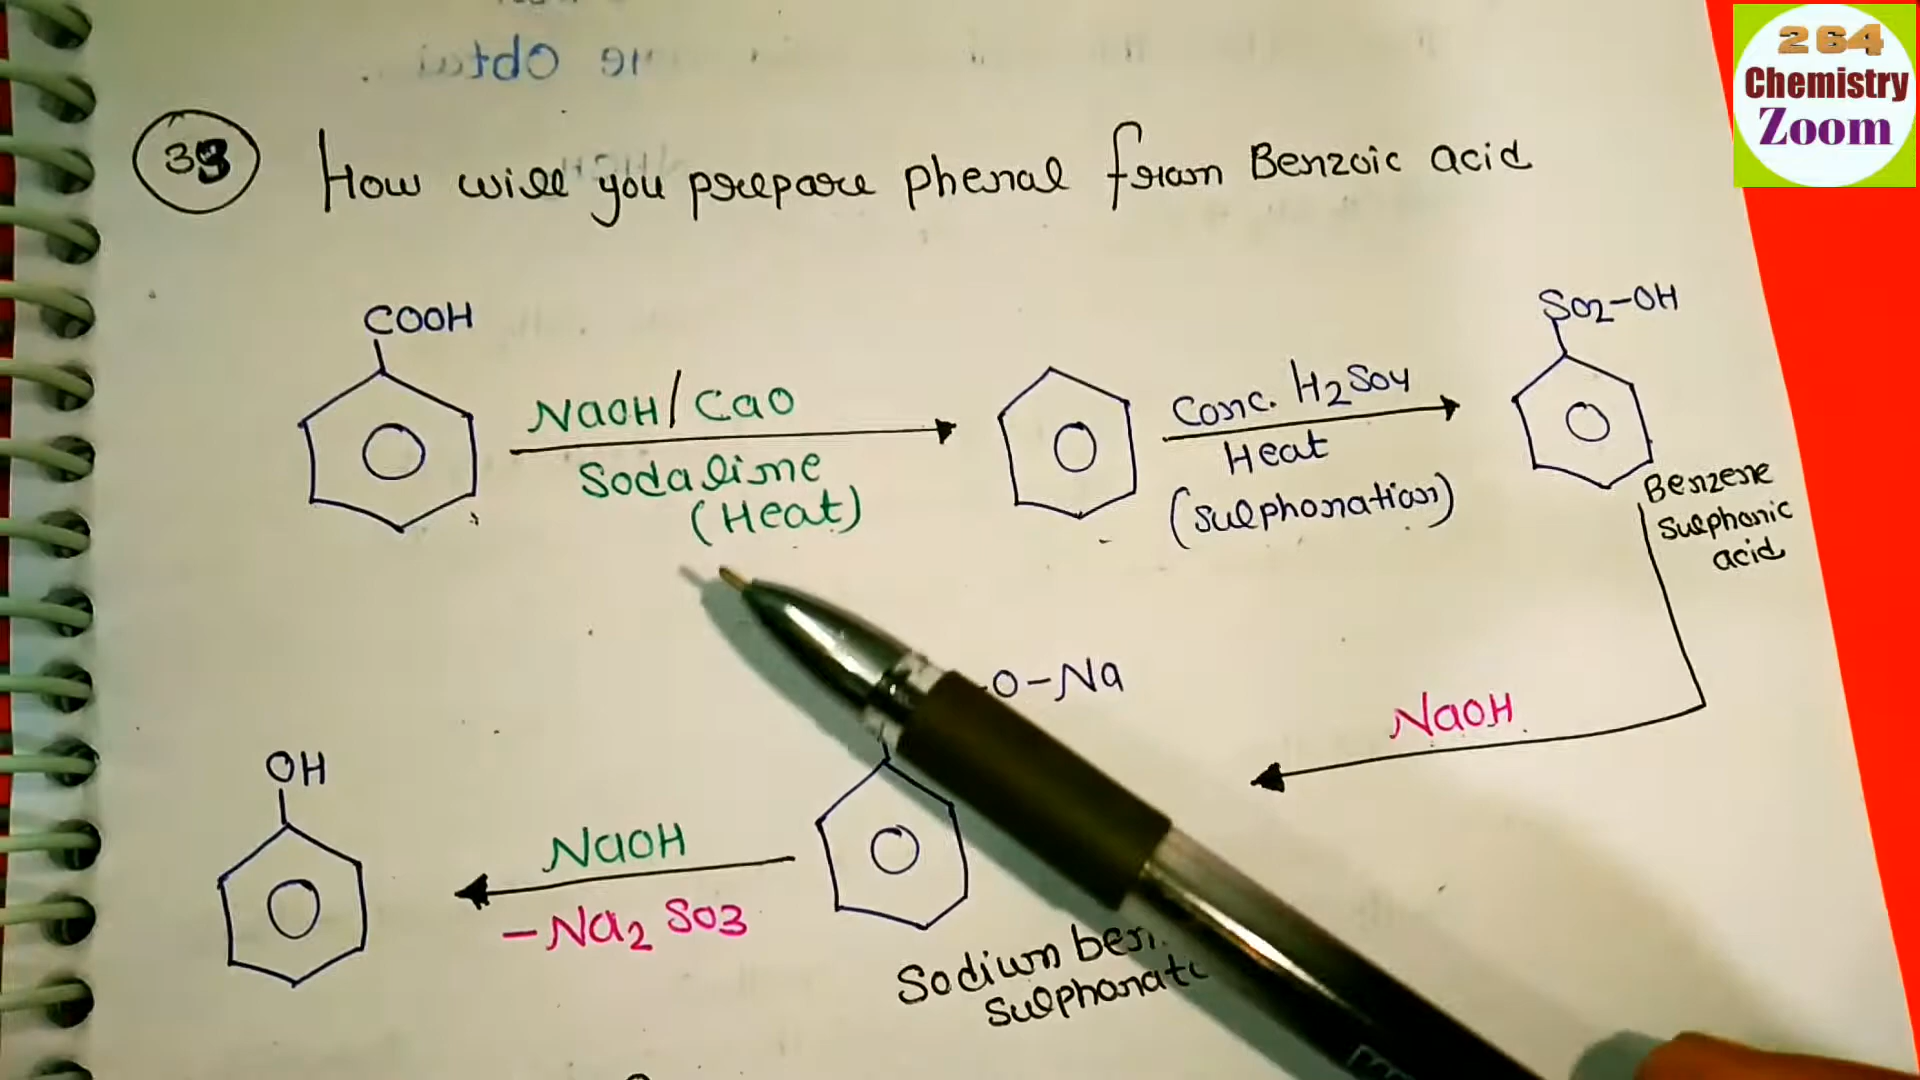 264
Chemistry
Zoom
33 How will you prepare phenol from Benzoic acid
COOH
NaOH/CaO
Sodalime
(Heat)
Conc. H2SO4
Heat
(Sulphonation)
SO2-OH
Benzene
Sulphonic
acid
NaOH
-O-Na
Sodium
Sulphonate
NaOH
-Na2SO3
OH